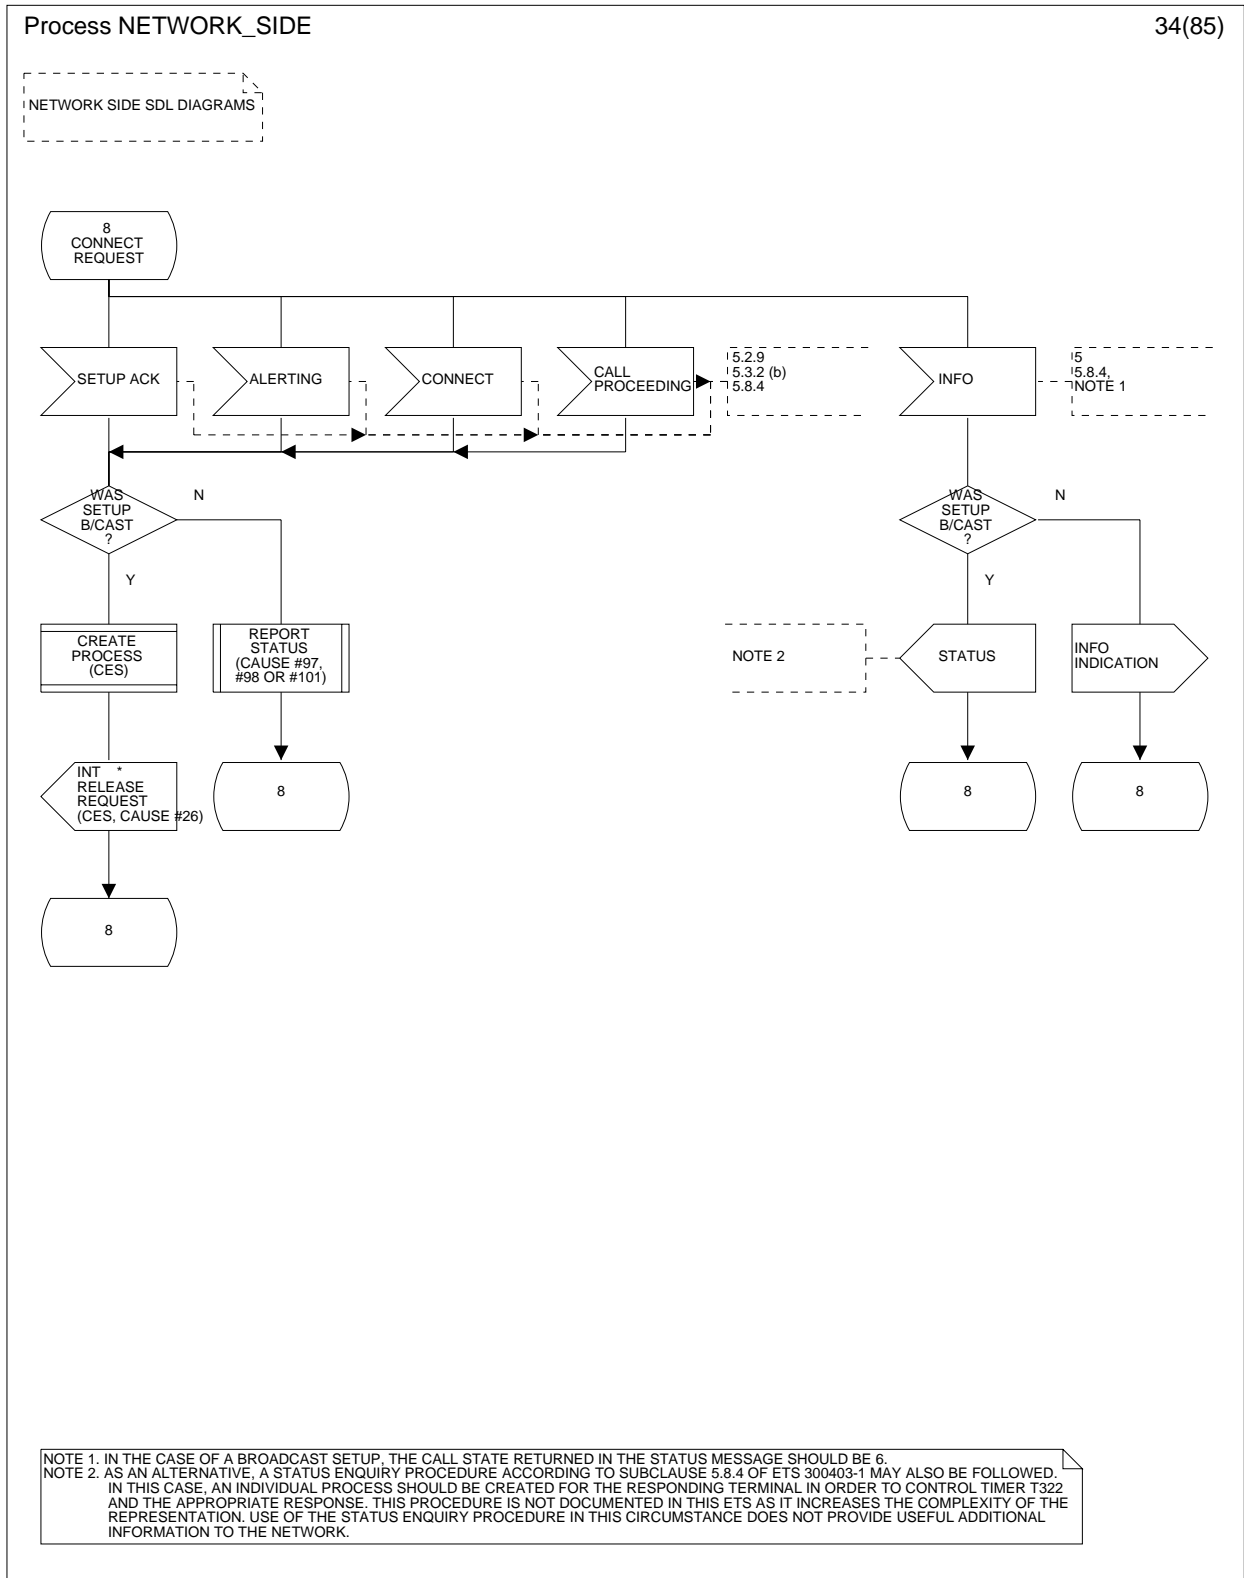 Process NETWORK_SIDE
34(85)
NETWORK SIDE SDL DIAGRAMS
8
CONNECT
REQUEST
SETUP ACK
ALERTING
CONNECT
CALL
PROCEEDING
5.2.9
5.3.2 (b)
5.8.4
INFO
5
5.8.4,
NOTE 1
WAS
SETUP
B/CAST
?
N
Y
WAS
SETUP
B/CAST
?
N
Y
CREATE
PROCESS
(CES)
REPORT
STATUS
(CAUSE #97,
#98 OR #101)
NOTE 2
STATUS
INFO
INDICATION
INT *
RELEASE
REQUEST
(CES, CAUSE #26)
8
8
8
8
NOTE 1. IN THE CASE OF A BROADCAST SETUP, THE CALL STATE RETURNED IN THE STATUS MESSAGE SHOULD BE 6.
NOTE 2. AS AN ALTERNATIVE, A STATUS ENQUIRY PROCEDURE ACCORDING TO SUBCLAUSE 5.8.4 OF ETS 300403-1 MAY ALSO BE FOLLOWED.
IN THIS CASE, AN INDIVIDUAL PROCESS SHOULD BE CREATED FOR THE RESPONDING TERMINAL IN ORDER TO CONTROL TIMER T322
AND THE APPROPRIATE RESPONSE. THIS PROCEDURE IS NOT DOCUMENTED IN THIS ETS AS IT INCREASES THE COMPLEXITY OF THE
REPRESENTATION. USE OF THE STATUS ENQUIRY PROCEDURE IN THIS CIRCUMSTANCE DOES NOT PROVIDE USEFUL ADDITIONAL
INFORMATION TO THE NETWORK.